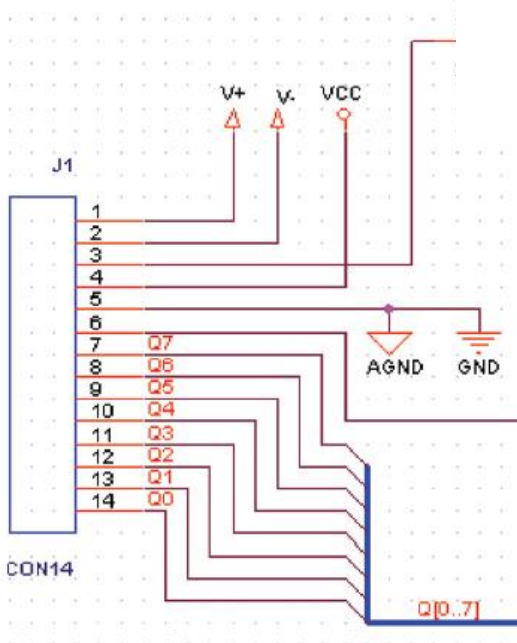 V+ V- VCC
J1
1
2
3
4
5
6
7 Q7
8 Q6
9 Q5
10 Q4
11 Q3
12 Q2
13 Q1
14 Q0
AGND GND
CON14
Q[0..7]